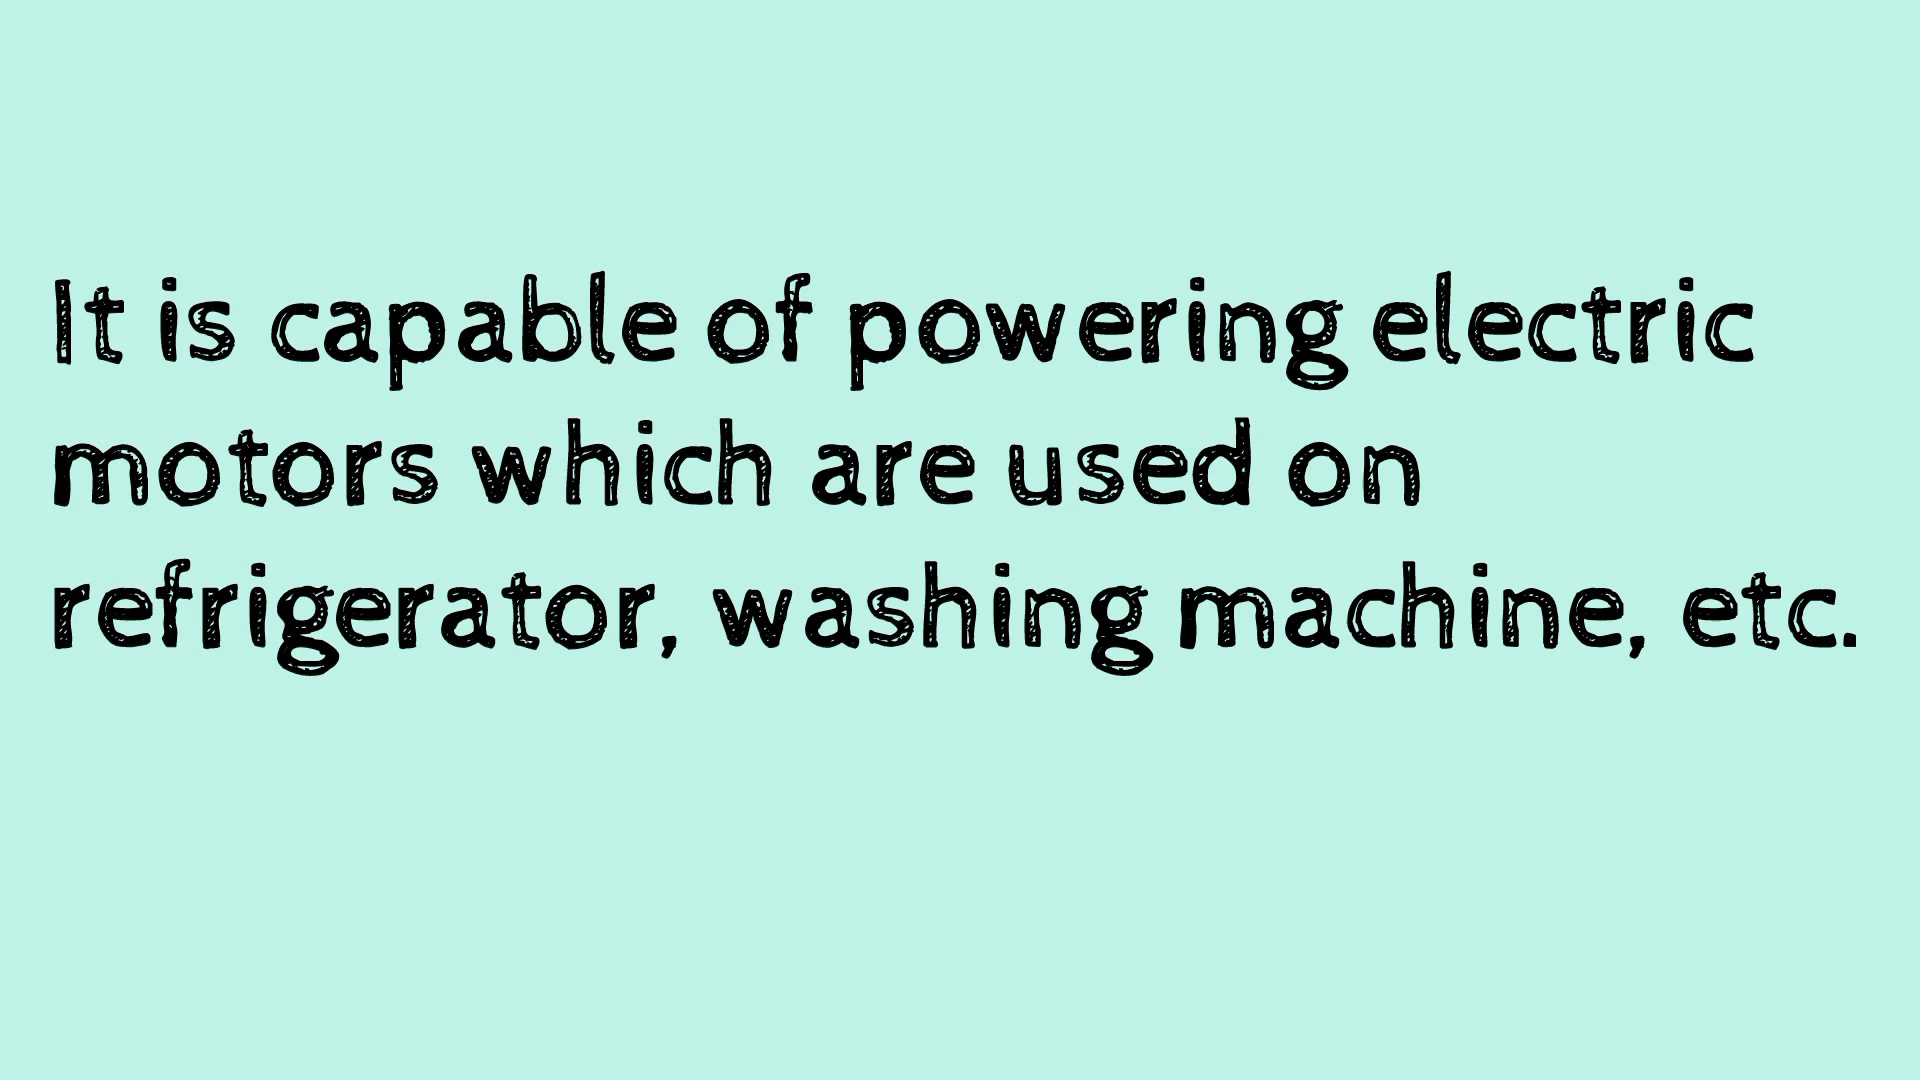 It is capable of powering electric
motors which are used on
refrigerator, washing machine, etc.